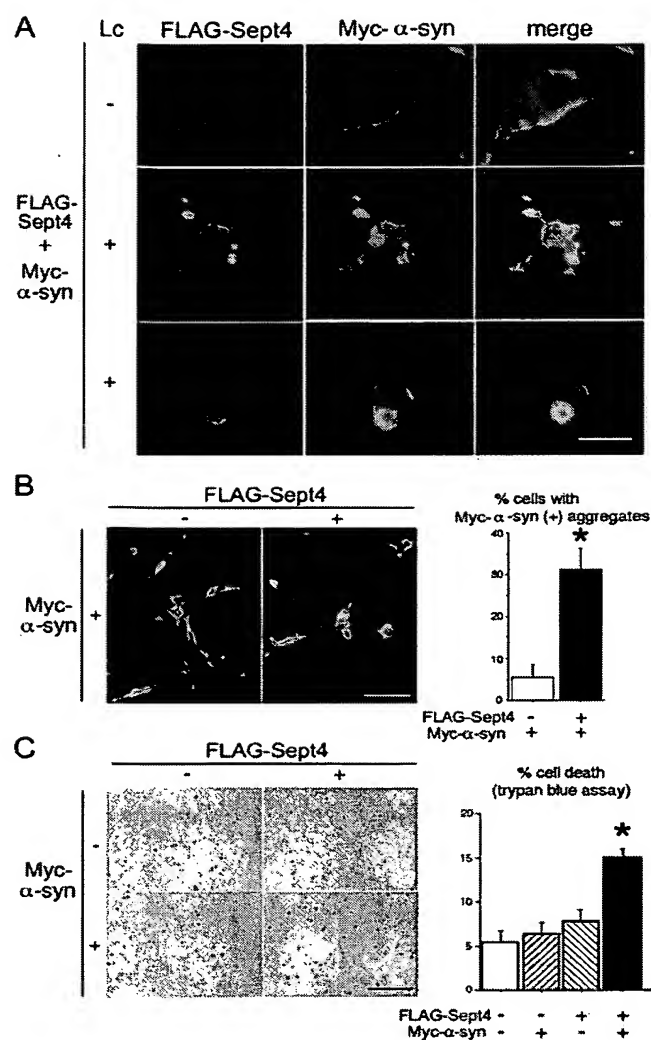 A
Lc FLAG-Sept4 Myc-α-syn merge
-
FLAG-
Sept4
+ +
Myc-
α-syn
+
B
FLAG-Sept4
- +
Myc-
α-syn +
% cells with
Myc-α-syn (+) aggregates
*
40
30
20
10
0
FLAG-Sept4 - +
Myc-α-syn + +
C
FLAG-Sept4
- +
Myc-
α-syn
-
+
% cell death
(trypan blue assay)
*
20
15
10
5
0
FLAG-Sept4 - - + +
Myc-α-syn - + - +